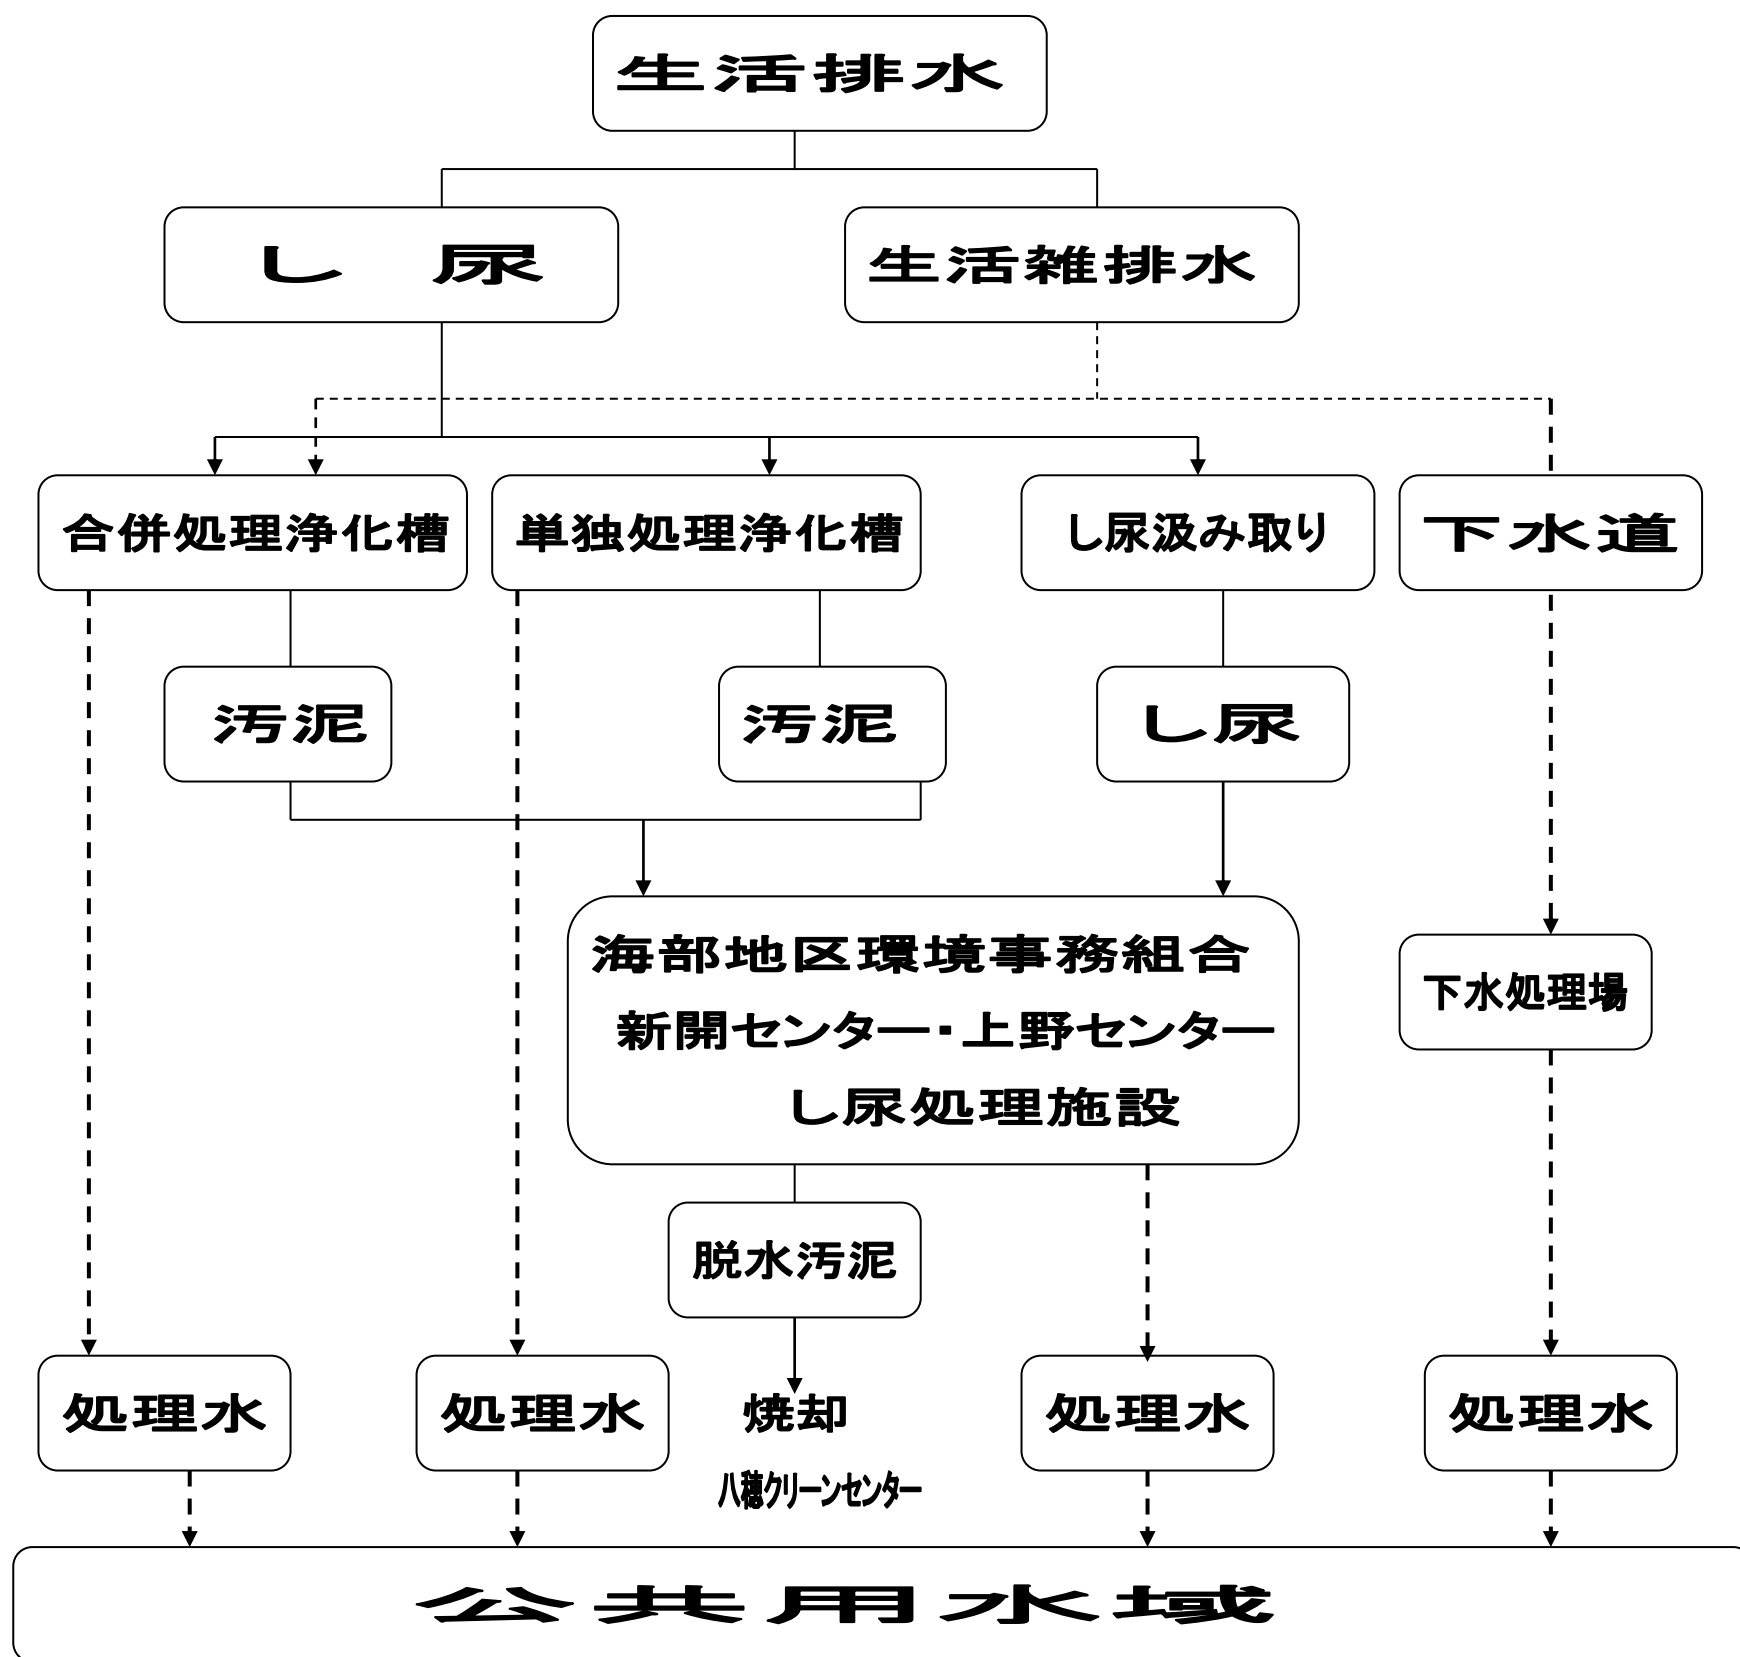 生活排水
し 尿
生活雑排水
合併処理浄化槽
単独処理浄化槽
し尿汲み取り
下水道
汚泥
汚泥
し尿
海部地区環境事務組合
新開センター・上野センター
し尿処理施設
下水処理場
脱水汚泥
処理水
処理水
焼却
処理水
処理水
八穂クリーンセンター
公共用水域